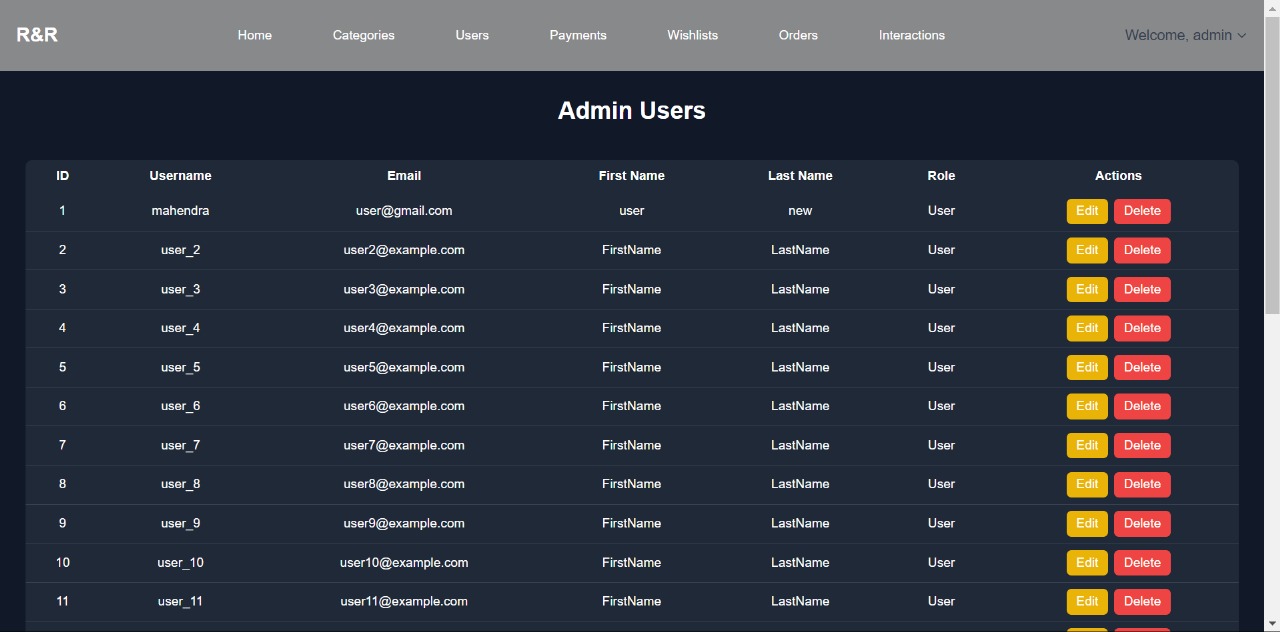 R&R Home Categories Users Payments Wishlists Orders Interactions Welcome, admin
Admin Users
ID Username Email First Name Last Name Role Actions
1 mahendra user@gmail.com user new User Edit Delete
2 user_2 user2@example.com FirstName LastName User Edit Delete
3 user_3 user3@example.com FirstName LastName User Edit Delete
4 user_4 user4@example.com FirstName LastName User Edit Delete
5 user_5 user5@example.com FirstName LastName User Edit Delete
6 user_6 user6@example.com FirstName LastName User Edit Delete
7 user_7 user7@example.com FirstName LastName User Edit Delete
8 user_8 user8@example.com FirstName LastName User Edit Delete
9 user_9 user9@example.com FirstName LastName User Edit Delete
10 user_10 user10@example.com FirstName LastName User Edit Delete
11 user_11 user11@example.com FirstName LastName User Edit Delete